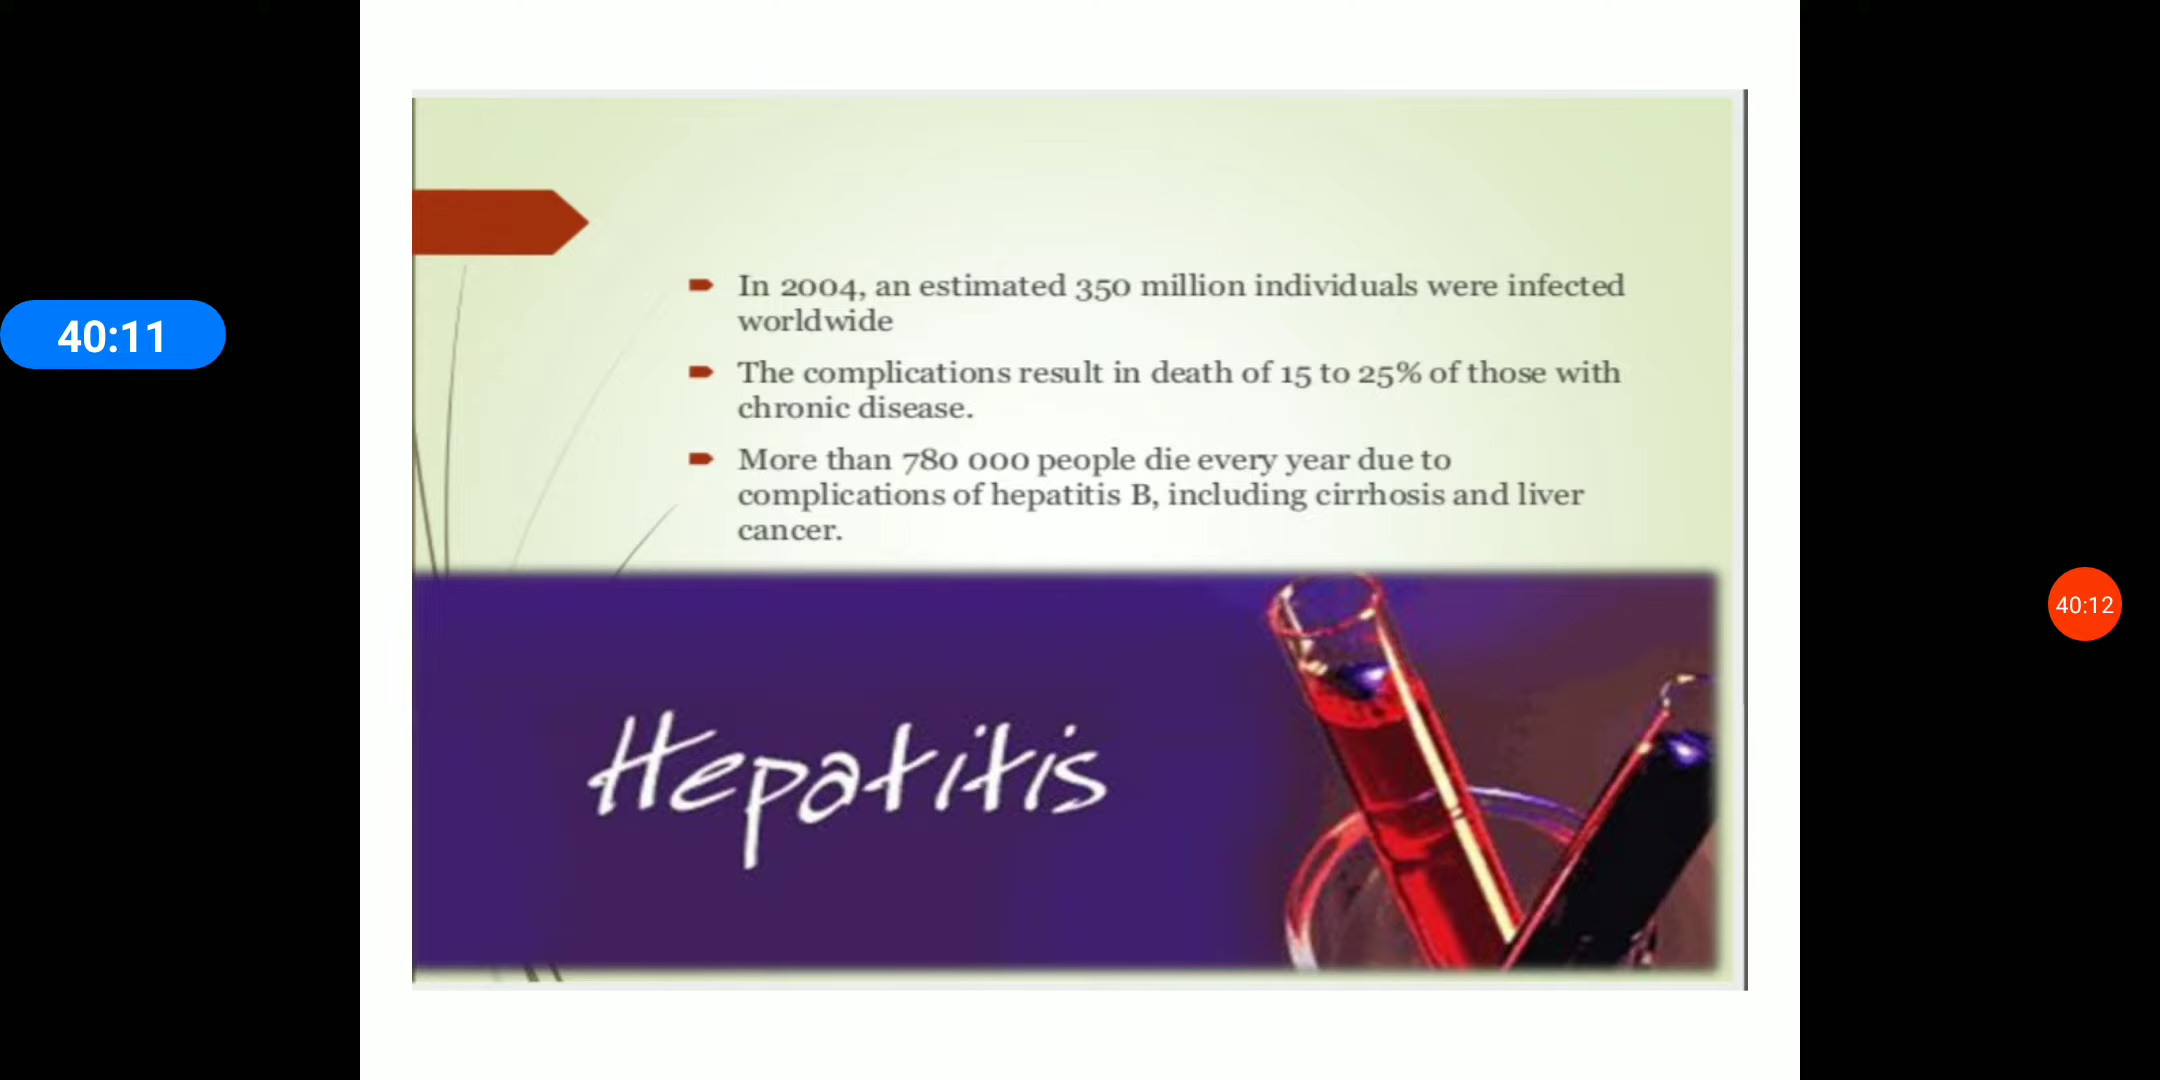 In 2004, an estimated 350 million individuals were infected
worldwide
40:11
The complications result in death of 15 to 25% of those with
chronic disease.
More than 780 000 people die every year due to
complications of hepatitis B, including cirrhosis and liver
cancer.
40:12
Hepatitis